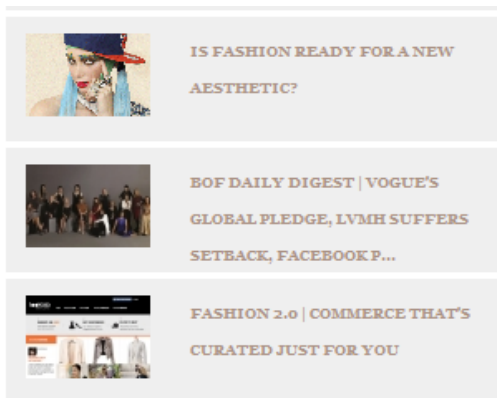 IS FASHION READY FOR A NEW
AESTHETIC?
BOF DAILY DIGEST | VOGUE'S
GLOBAL PLEDGE, LVMH SUFFERS
SETBACK, FACEBOOK P...
FASHION 2.0 | COMMERCE THAT'S
CURATED JUST FOR YOU